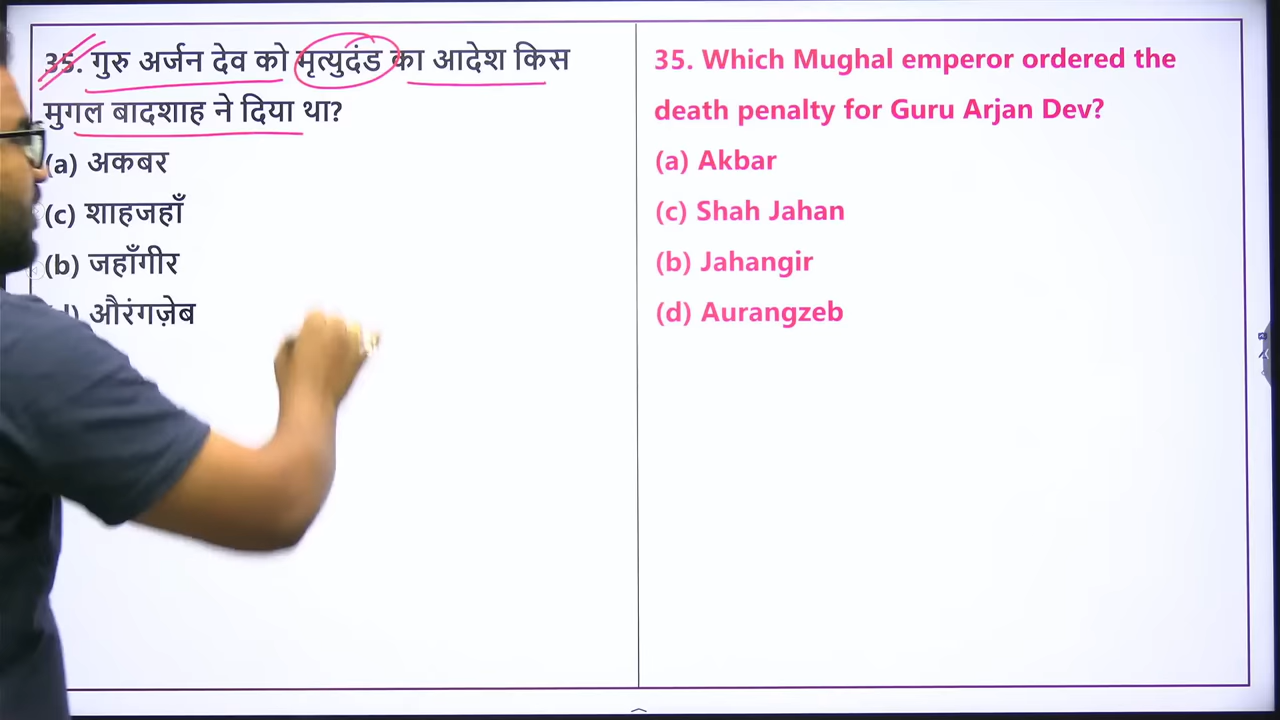 35. गुरु अर्जन देव को मृत्युदंड का आदेश किस
मुगल बादशाह ने दिया था?
(a) अकबर
(c) शाहजहाँ
(b) जहाँगीर
औरंगज़ेब
35. Which Mughal emperor ordered the
death penalty for Guru Arjan Dev?
(a) Akbar
(c) Shah Jahan
(b) Jahangir
(d) Aurangzeb